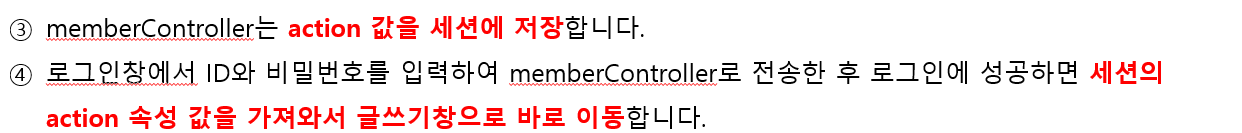 ③ memberController는 action 값을 세션에 저장합니다.
④ 로그인창에서 ID와 비밀번호를 입력하여 memberController로 전송한 후 로그인에 성공하면 세션의
action 속성 값을 가져와서 글쓰기창으로 바로 이동합니다.